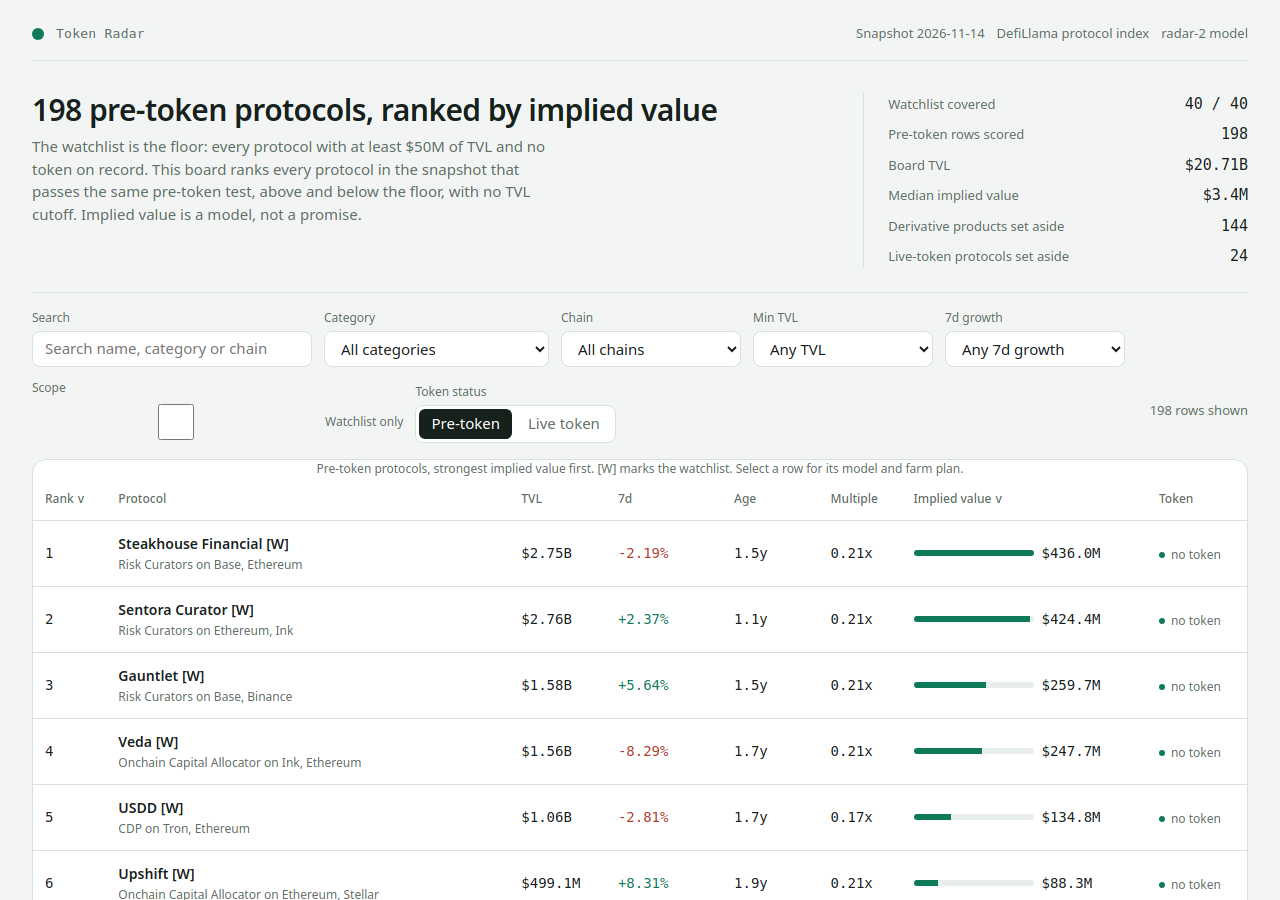 Token Radar
Snapshot 2026-11-14 DefiLlama protocol index radar-2 model
198 pre-token protocols, ranked by implied value
The watchlist is the floor: every protocol with at least $50M of TVL and no
token on record. This board ranks every protocol in the snapshot that
passes the same pre-token test, above and below the floor, with no TVL
cutoff. Implied value is a model, not a promise.
Watchlist covered 40 / 40
Pre-token rows scored 198
Board TVL $20.71B
Median implied value $3.4M
Derivative products set aside 144
Live-token protocols set aside 24
Search Category Chain Min TVL 7d growth
Search name, category or chain All categories All chains Any TVL Any 7d growth
Scope Token status
Watchlist only Pre-token Live token 198 rows shown
Pre-token protocols, strongest implied value first. [W] marks the watchlist. Select a row for its model and farm plan.
Rank v Protocol TVL 7d Age Multiple Implied value v Token
1 Steakhouse Financial [W] $2.75B -2.19% 1.5y 0.21x $436.0M no token
Risk Curators on Base, Ethereum
2 Sentora Curator [W] $2.76B +2.37% 1.1y 0.21x $424.4M no token
Risk Curators on Ethereum, Ink
3 Gauntlet [W] $1.58B +5.64% 1.5y 0.21x $259.7M no token
Risk Curators on Base, Binance
4 Veda [W] $1.56B -8.29% 1.7y 0.21x $247.7M no token
Onchain Capital Allocator on Ink, Ethereum
5 USDD [W] $1.06B -2.81% 1.7y 0.17x $134.8M no token
CDP on Tron, Ethereum
6 Upshift [W] $499.1M +8.31% 1.9y 0.21x $88.3M no token
Onchain Capital Allocator on Ethereum, Stellar